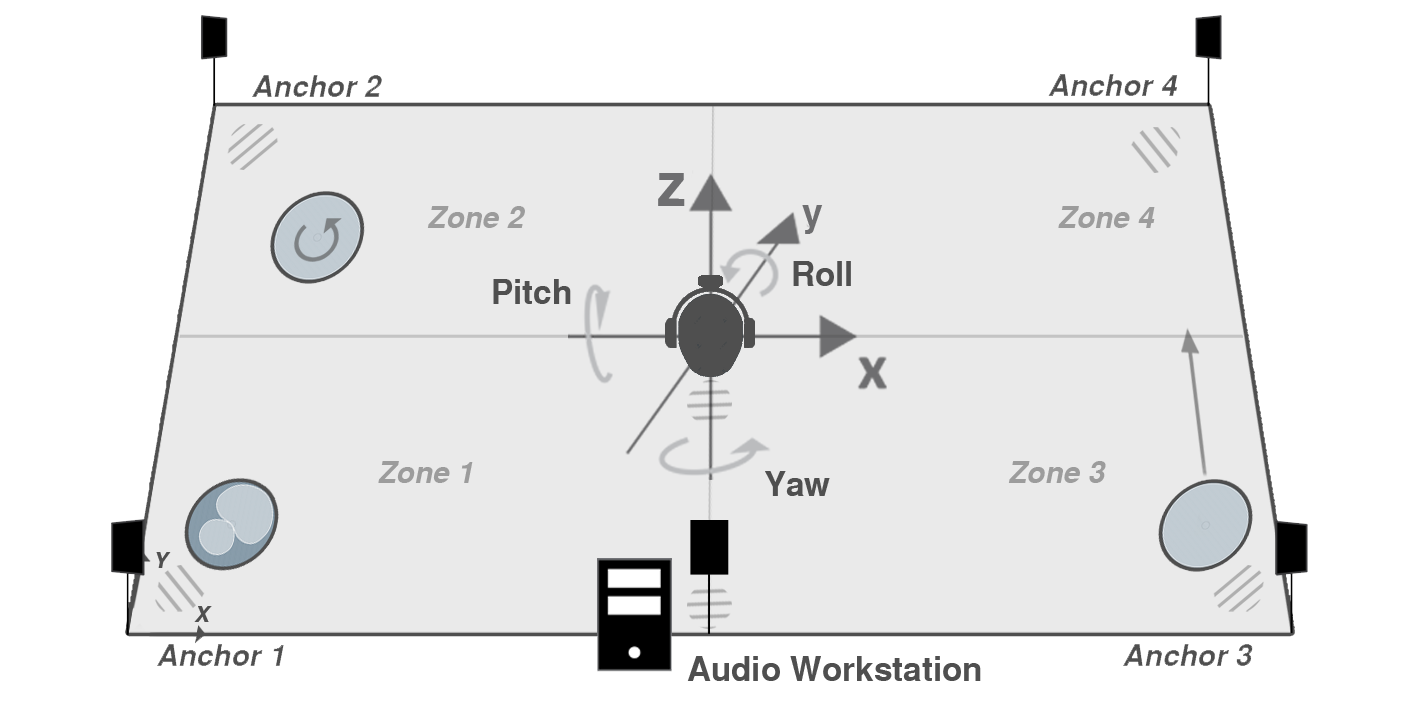 Anchor 2
Anchor 4
Z
y
Zone 2
Zone 4
Pitch
Roll
X
Zone 1
Zone 3
Yaw
Y
X
Anchor 1
Anchor 3
Audio Workstation